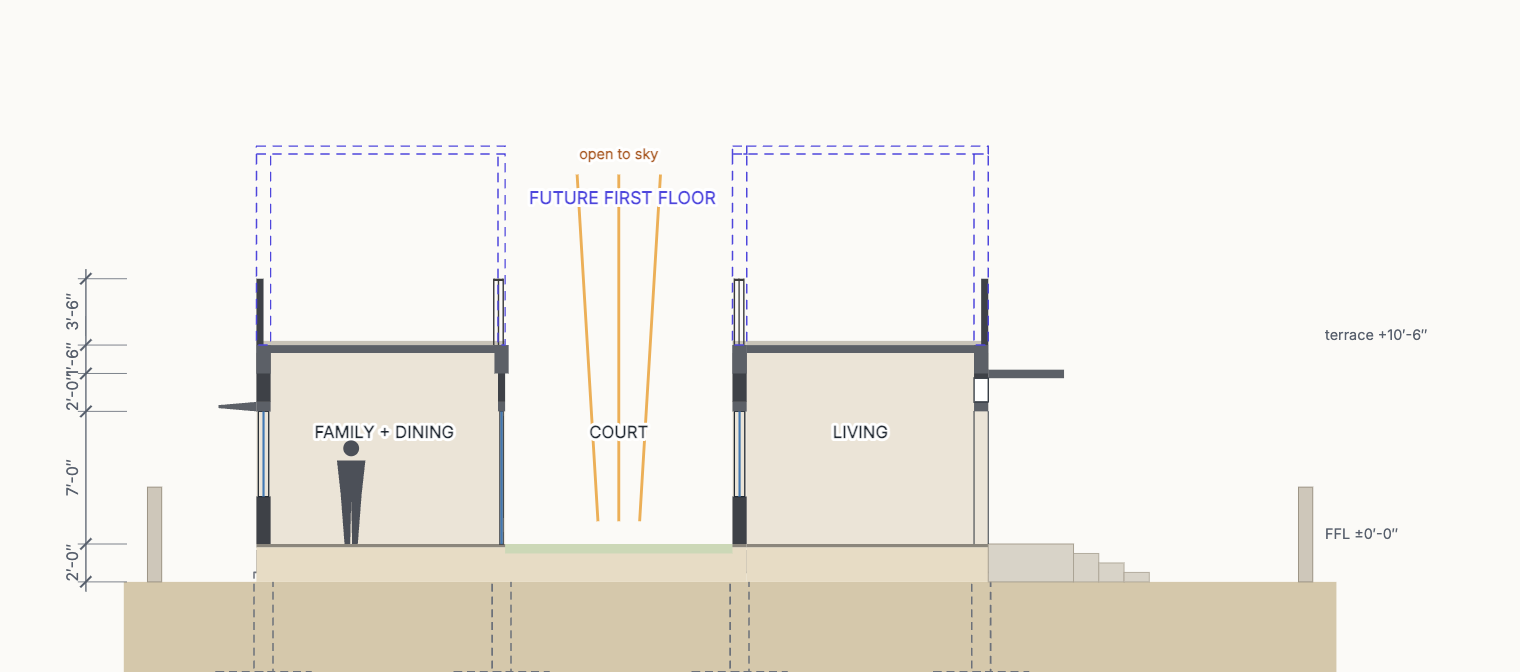 open to sky
FUTURE FIRST FLOOR
3'-6"
terrace +10'-6"
1'-6"
2'-0"
FAMILY + DINING
COURT
LIVING
7'-0"
FFL ±0'-0"
2'-0"